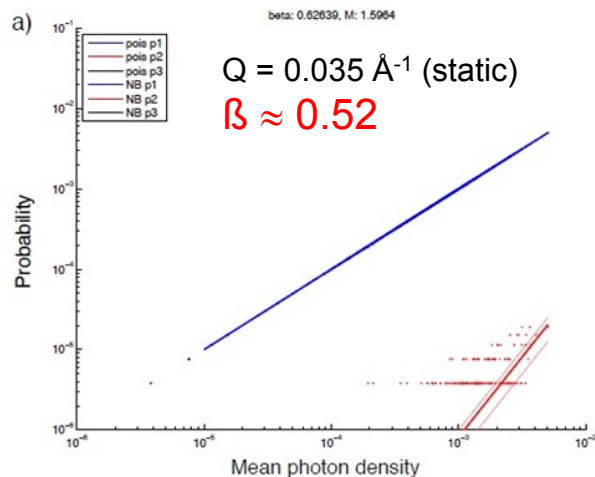 a)
beta: 0.62639, M: 1.5964
pois p1
pois p2
pois p3
NB p1
NB p2
NB p3
Q = 0.035 Å⁻¹ (static)
ß ≈ 0.52
Probability
10⁻¹
10⁻²
10⁻³
10⁻⁴
10⁻⁵
10⁻⁶
10⁻⁶ 10⁻⁵ 10⁻⁴ 10⁻³ 10⁻²
Mean photon density